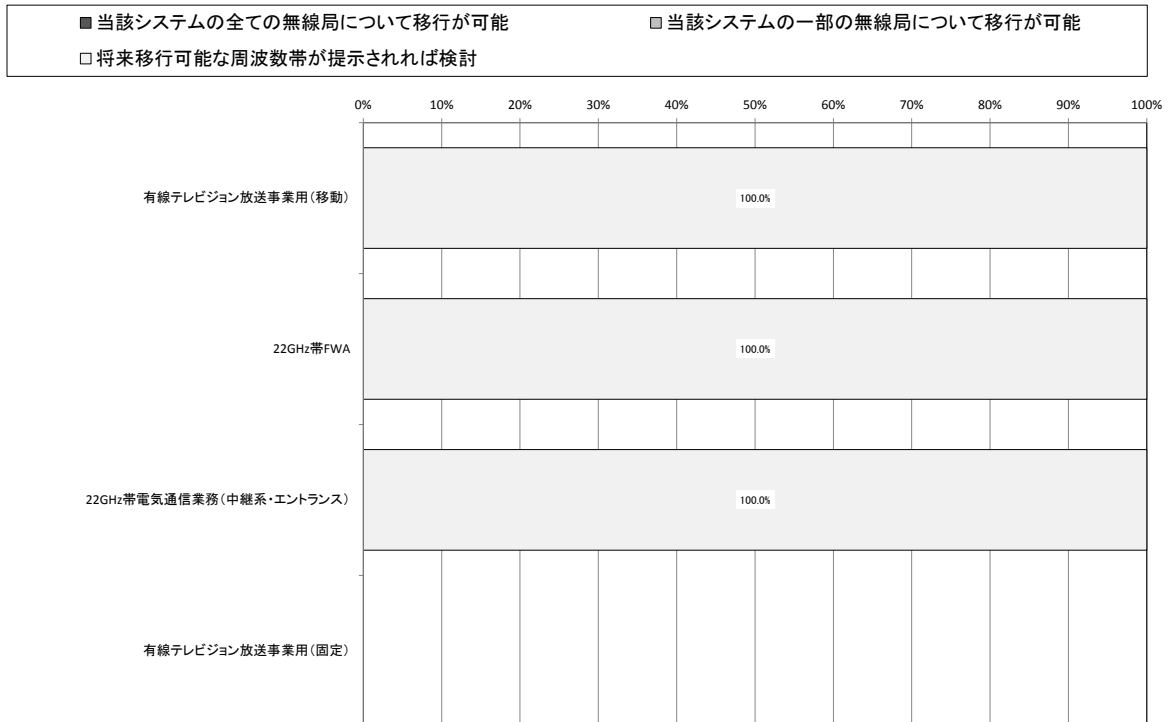 ■当該システムの全ての無線局について移行が可能 ■当該システムの一部の無線局について移行が可能
□将来移行可能な周波数帯が提示されれば検討
0% 10% 20% 30% 40% 50% 60% 70% 80% 90% 100%
有線テレビジョン放送事業用(移動) 100.0%
22GHz帯FWA 100.0%
22GHz帯電気通信業務(中継系・エントランス) 100.0%
有線テレビジョン放送事業用(固定)